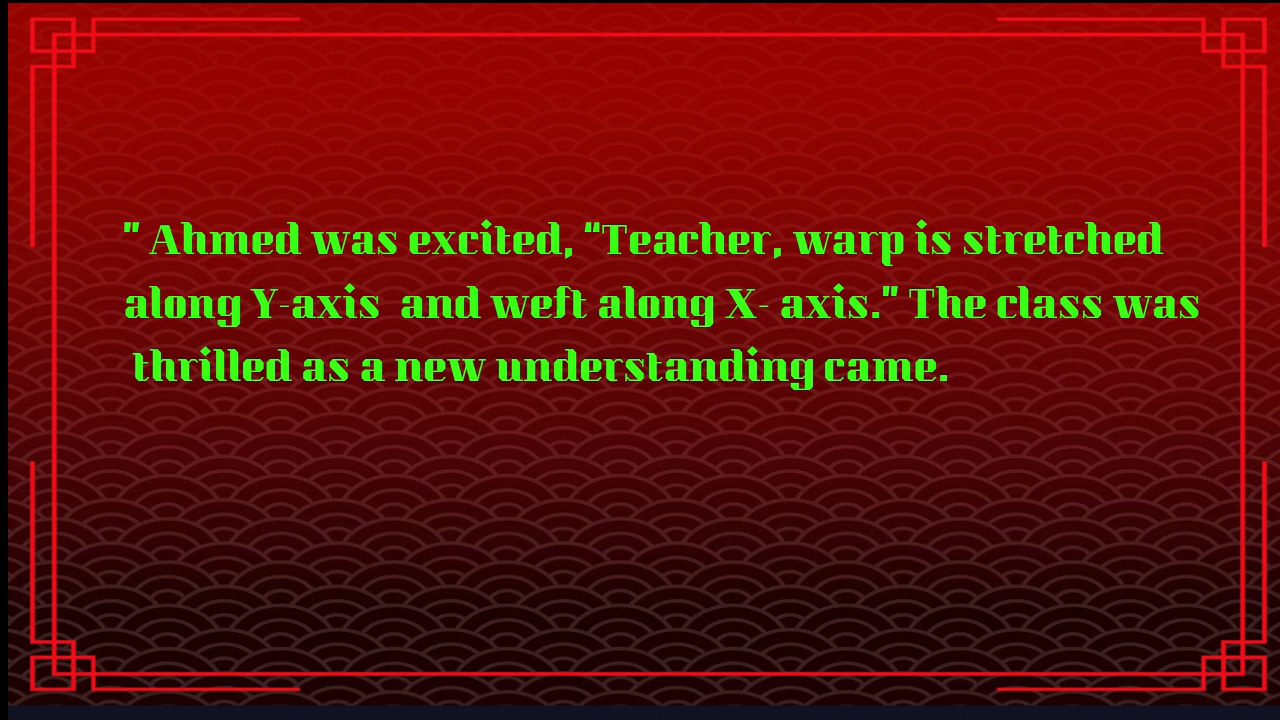 " Ahmed was excited, "Teacher, warp is stretched
along Y-axis  and weft along X- axis." The class was
thrilled as a new understanding came.